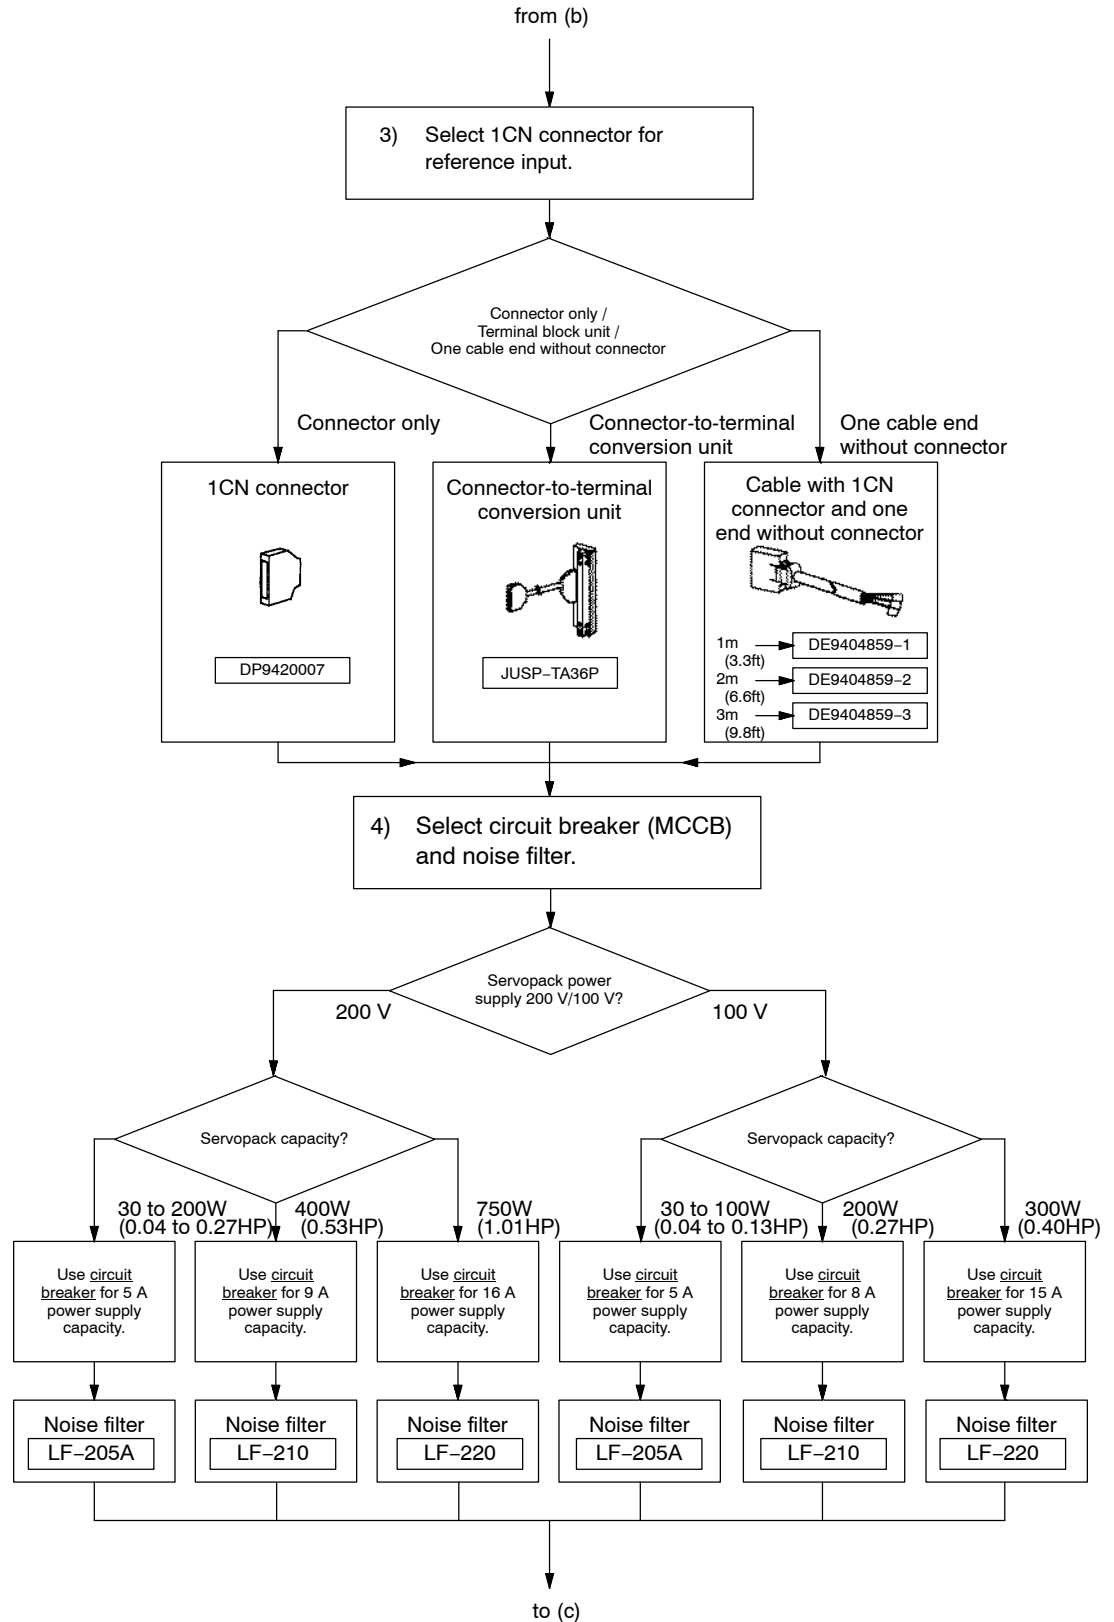 from (b)
3) Select 1CN connector for
reference input.
Connector only /
Terminal block unit /
One cable end without connector
Connector only
Connector-to-terminal
conversion unit
One cable end
without connector
1CN connector
DP9420007
Connector-to-terminal
conversion unit
JUSP−TA36P
Cable with 1CN
connector and one
end without connector
1m
(3.3ft)
DE9404859−1
2m
(6.6ft)
DE9404859−2
3m
(9.8ft)
DE9404859−3
4) Select circuit breaker (MCCB)
and noise filter.
Servopack power
supply 200 V/100 V?
200 V
100 V
Servopack capacity?
Servopack capacity?
30 to 200W
(0.04 to 0.27HP)
400W
(0.53HP)
750W
(1.01HP)
30 to 100W
(0.04 to 0.13HP)
200W
(0.27HP)
300W
(0.40HP)
Use circuit
breaker for 5 A
power supply
capacity.
Use circuit
breaker for 9 A
power supply
capacity.
Use circuit
breaker for 16 A
power supply
capacity.
Use circuit
breaker for 5 A
power supply
capacity.
Use circuit
breaker for 8 A
power supply
capacity.
Use circuit
breaker for 15 A
power supply
capacity.
Noise filter
LF−205A
Noise filter
LF−210
Noise filter
LF−220
Noise filter
LF−205A
Noise filter
LF−210
Noise filter
LF−220
to (c)